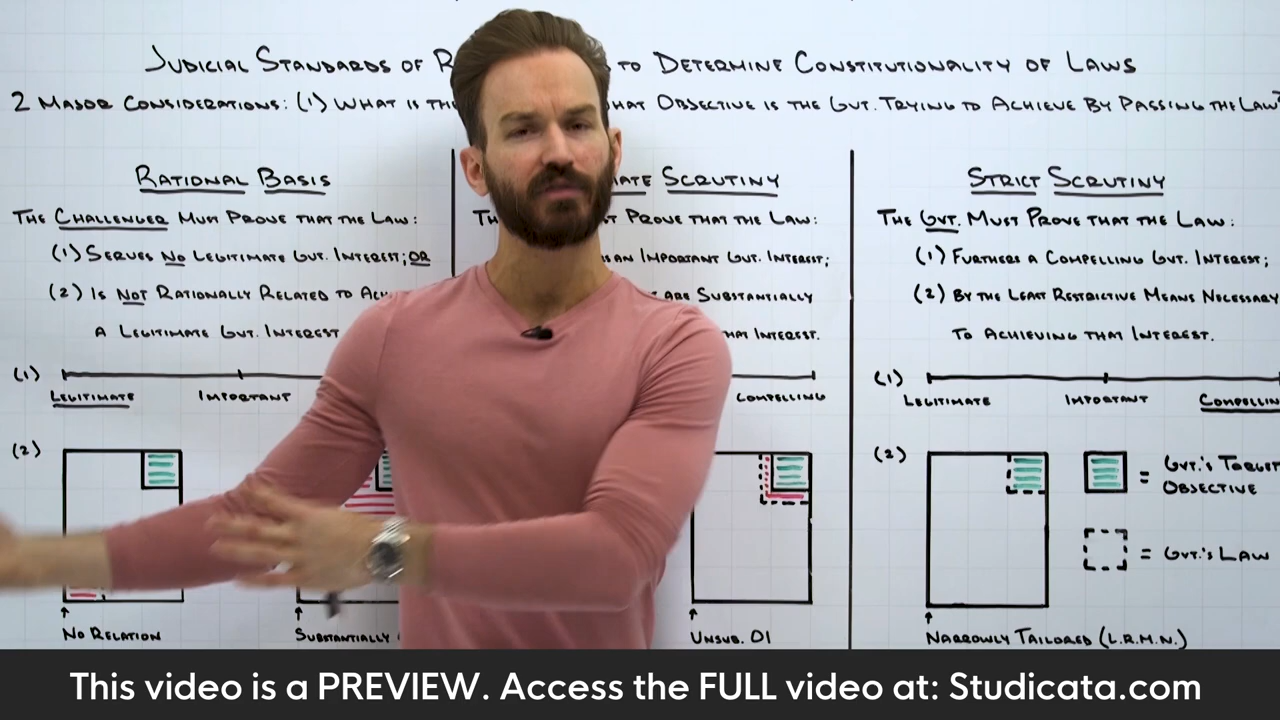 JUDICIAL STANDARDS OF R TO DETERMINE CONSTITUTIONALITY OF LAWS
2 MAJOR CONSIDERATIONS: (1) WHAT IS THE HAT OBJECTIVE IS THE GVT. TRYING TO ACHIEVE BY PASSING THE LAW?
RATIONAL BASIS
THE CHALLENGER MUST PROVE THAT THE LAW:
(1) SERVES NO LEGITIMATE GVT. INTEREST; OR
(2) IS NOT RATIONALLY RELATED TO ACH
A LEGITIMATE GVT. INTEREST
(1)
LEGITIMATE IMPORTANT
(2)
NO RELATION
SUBSTANTIALLY
ATE SCRUTINY
TH T PROVE THAT THE LAW:
S AN IMPORTANT GVT. INTEREST;
ARE SUBSTANTIALLY
HAT INTEREST.
COMPELLING
UNSUB. OI
STRICT SCRUTINY
THE GVT. MUST PROVE THAT THE LAW:
(1) FURTHERS A COMPELLING GVT. INTEREST;
(2) BY THE LEAST RESTRICTIVE MEANS NECESSARY
TO ACHIEVING THAT INTEREST.
(1)
LEGITIMATE IMPORTANT COMPELLIN
(2)
= GVT.'S TARGET
OBJECTIVE
= GVT.'S LAW
NARROWLY TAILORED (L.R.M.N.)
This video is a PREVIEW. Access the FULL video at: Studicata.com